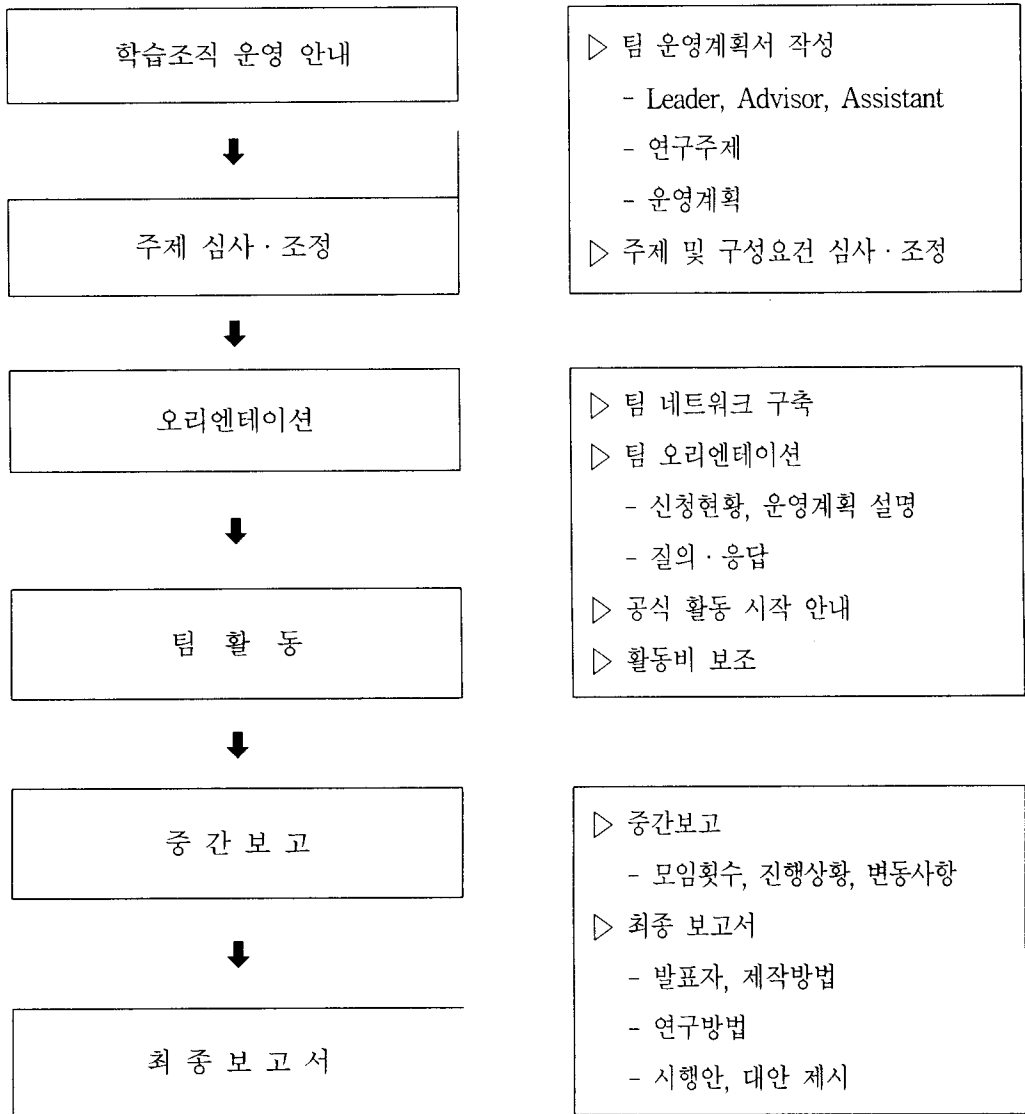 학습조직 운영 안내
주제 심사 · 조정
오리엔테이션
팀 활 동
중 간 보 고
최 종 보 고 서
▷ 팀 운영계획서 작성
- Leader, Advisor, Assistant
- 연구주제
- 운영계획
▷ 주제 및 구성요건 심사 · 조정
▷ 팀 네트워크 구축
▷ 팀 오리엔테이션
- 신청현황, 운영계획 설명
- 질의 · 응답
▷ 공식 활동 시작 안내
▷ 활동비 보조
▷ 중간보고
- 모임횟수, 진행상황, 변동사항
▷ 최종 보고서
- 발표자, 제작방법
- 연구방법
- 시행안, 대안 제시